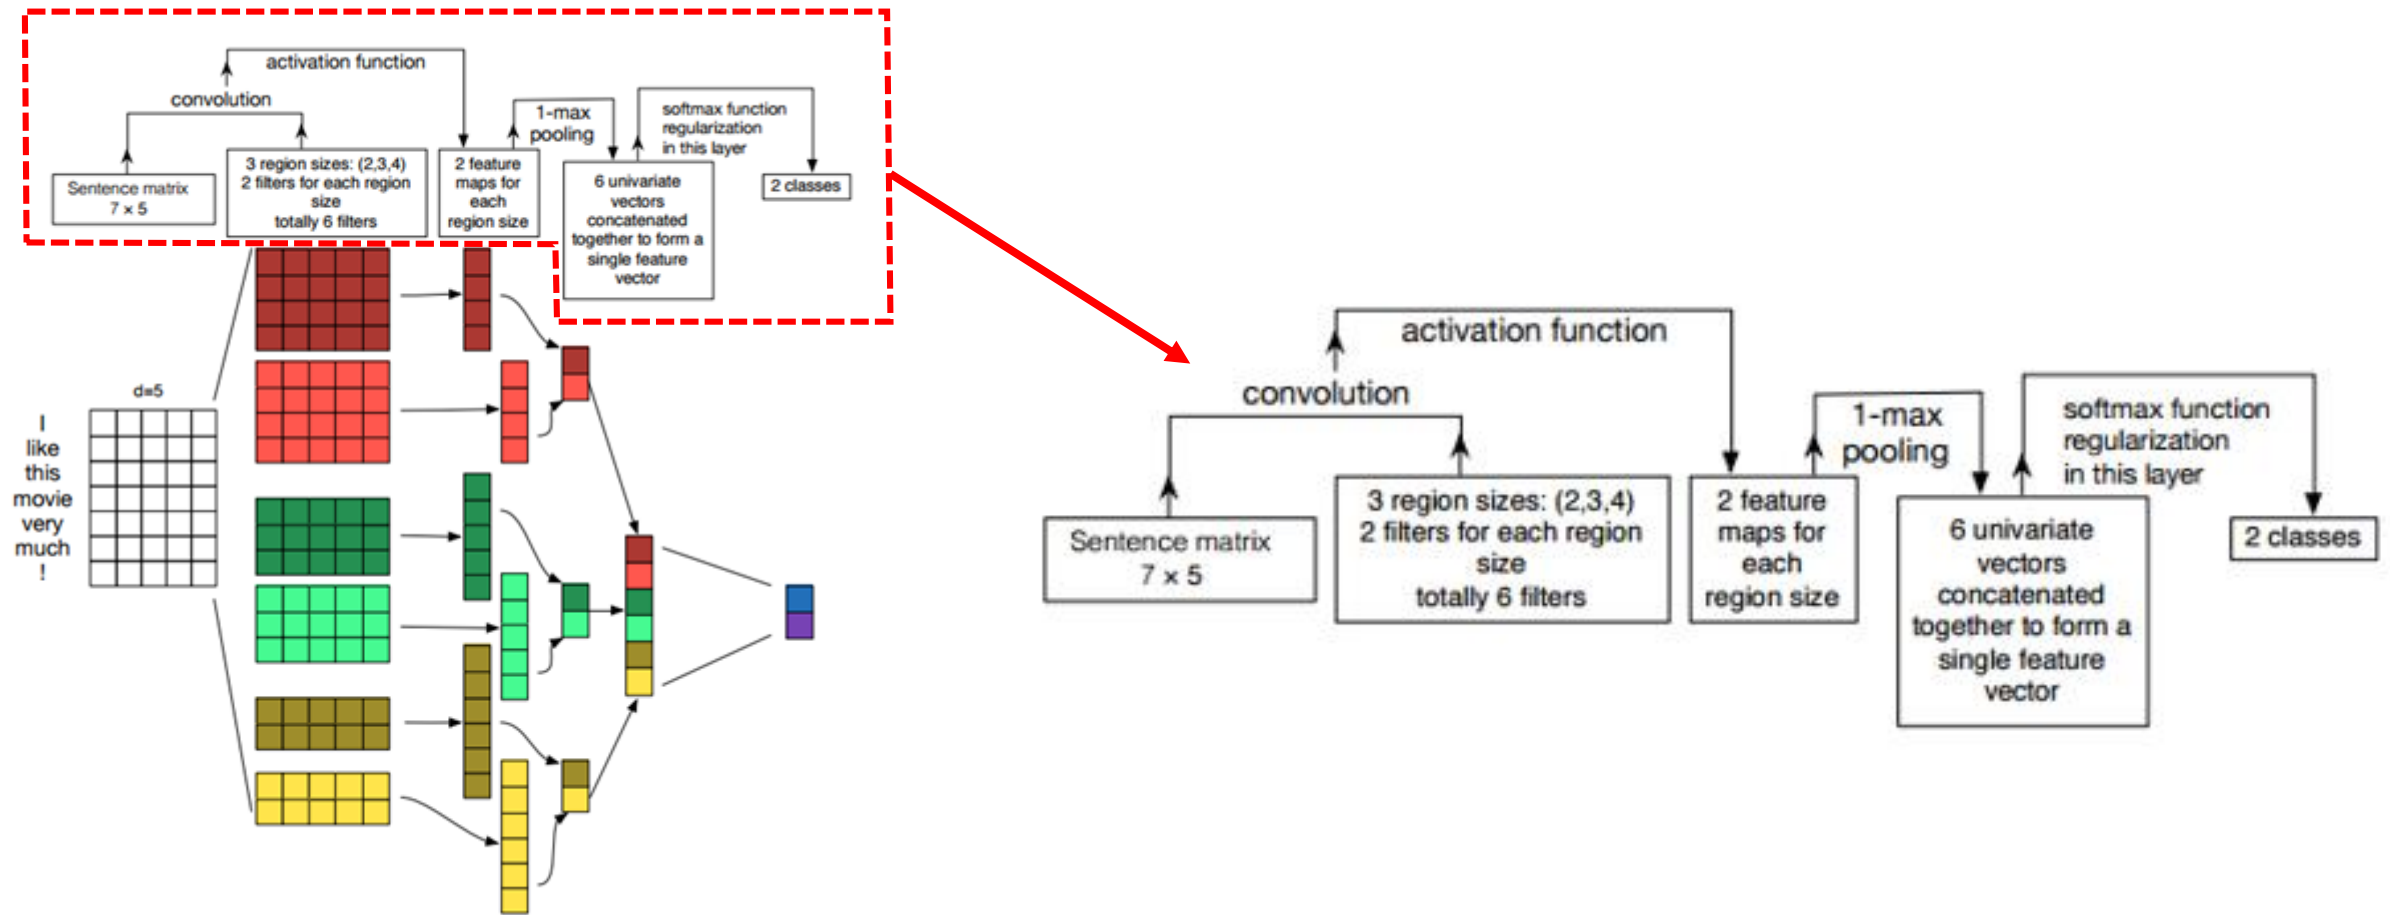 activation function
convolution
1-max
pooling
softmax function
regularization
in this layer
Sentence matrix
7 × 5
3 region sizes: (2,3,4)
2 filters for each region
size
totally 6 filters
2 feature
maps for
each
region size
6 univariate
vectors
concatenated
together to form a
single feature
vector
2 classes
d=5
I
like
this
movie
very
much
!
activation function
convolution
1-max
pooling
softmax function
regularization
in this layer
Sentence matrix
7 × 5
3 region sizes: (2,3,4)
2 filters for each region
size
totally 6 filters
2 feature
maps for
each
region size
6 univariate
vectors
concatenated
together to form a
single feature
vector
2 classes